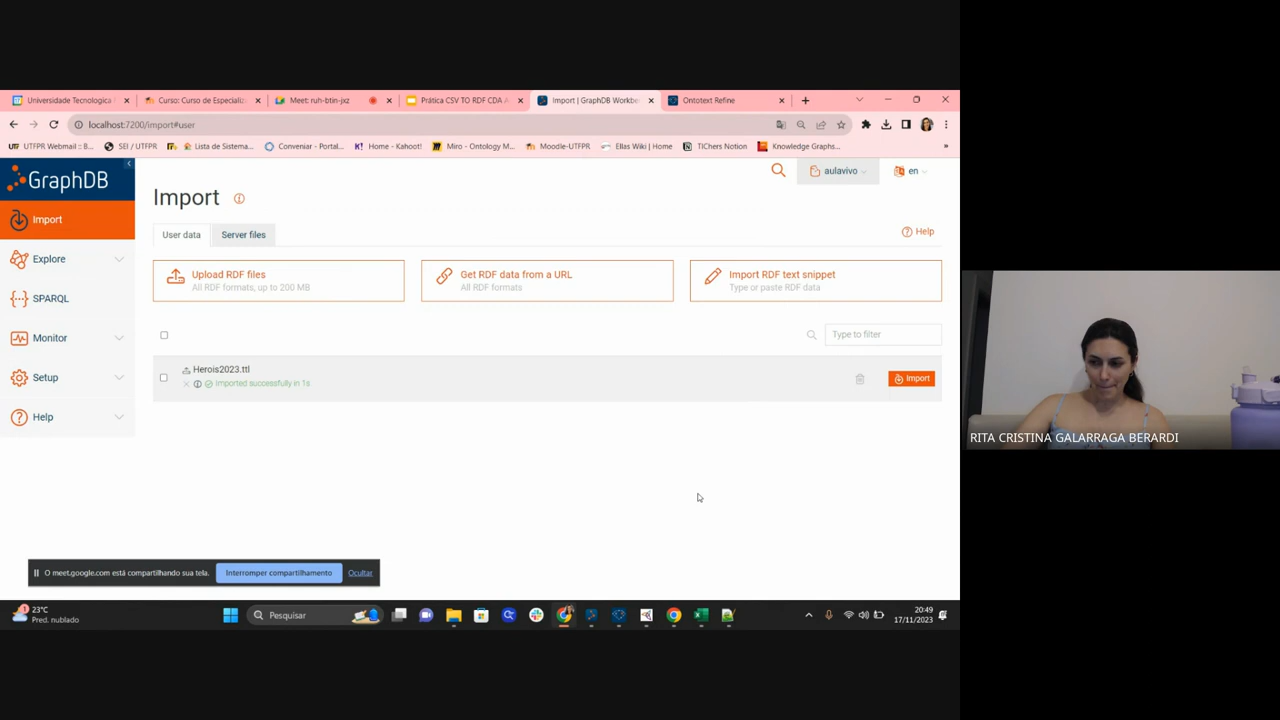 Universidade Tecnologica
Curso: Curso de Especializ
Meet: ruh-btin-jxz
Prática CSV TO RDF CDA A
Import | GraphDB Workbe
Ontotext Refine
localhost:7200/import#user
UTFPR Webmail :: B...
SEI / UTFPR
Lista de Sistema...
Conveniar - Portal...
Home - Kahoot!
Miro - Ontology M...
Moodle-UTFPR
Ellas Wiki | Home
TIChers Notion
Knowledge Graphs...
GraphDB
Import
Explore
SPARQL
Monitor
Setup
Help
aulavivo
en
Import
User data
Server files
Help
Upload RDF files
All RDF formats, up to 200 MB
Get RDF data from a URL
All RDF formats
Import RDF text snippet
Type or paste RDF data
Type to filter
Herois2023.ttl
Imported successfully in 1s
Import
RITA CRISTINA GALARRAGA BERARDI
O meet.google.com está compartilhando sua tela.
Interromper compartilhamento
Ocultar
23°C
Pred. nublado
Pesquisar
20:49
17/11/2023